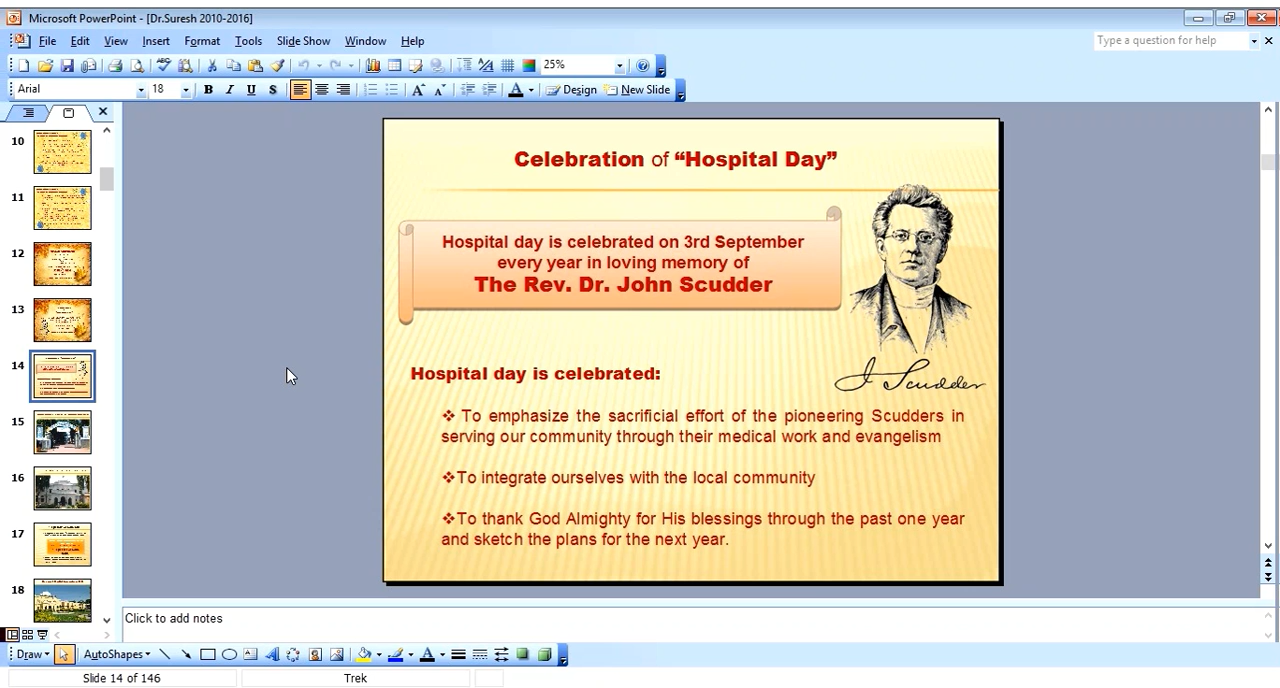 Microsoft PowerPoint - [Dr.Suresh 2010-2016]
File Edit View Insert Format Tools Slide Show Window Help
Type a question for help
25%
Arial 18 B I U S A A A Design New Slide
10
11
12
13
14
15
16
17
18
Celebration of “Hospital Day”
Hospital day is celebrated on 3rd September
every year in loving memory of
The Rev. Dr. John Scudder
J Scudder
Hospital day is celebrated:
❖ To emphasize the sacrificial effort of the pioneering Scudders in
serving our community through their medical work and evangelism
❖To integrate ourselves with the local community
❖To thank God Almighty for His blessings through the past one year
and sketch the plans for the next year.
Click to add notes
Draw AutoShapes
Slide 14 of 146 Trek